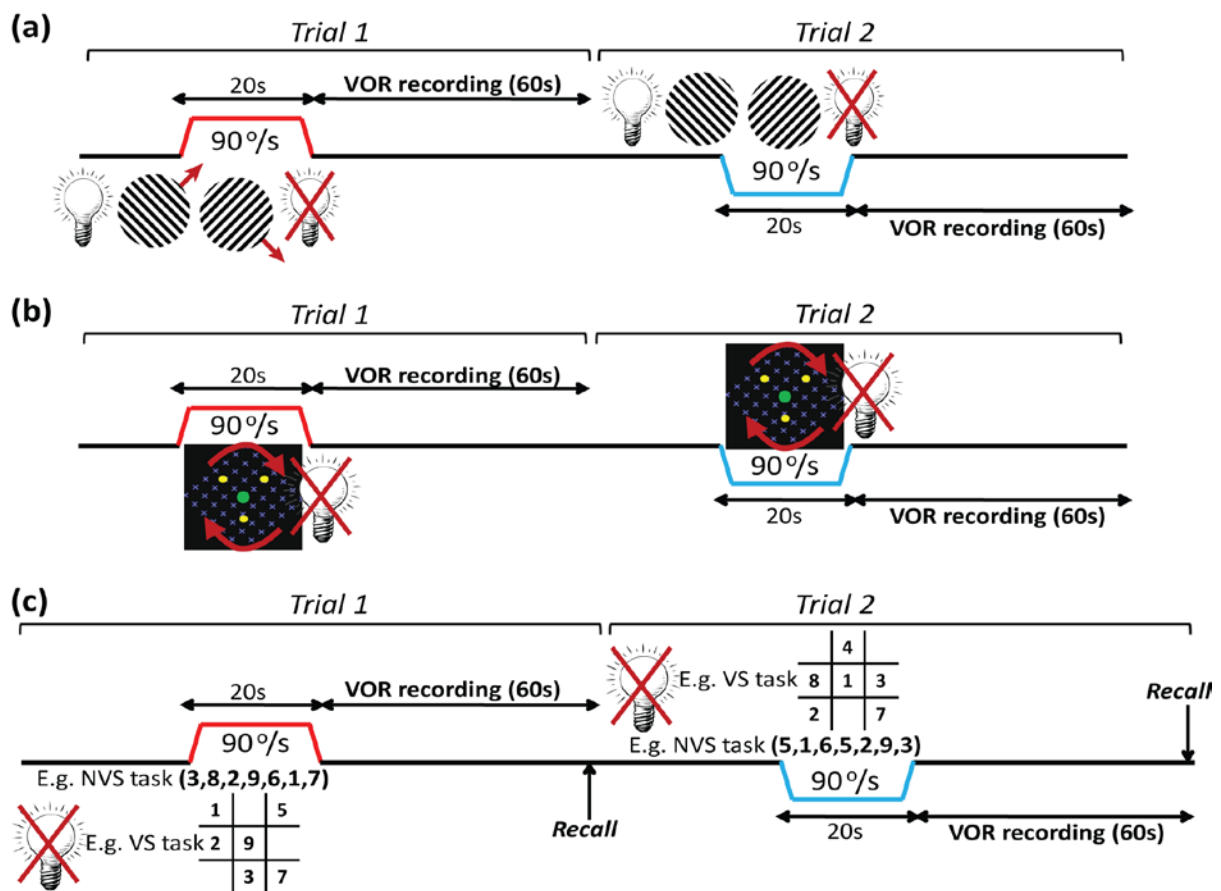 (a)
Trial 1
Trial 2
20s
VOR recording (60s)
90°/s
90°/s
20s
VOR recording (60s)
(b)
Trial 1
Trial 2
20s
VOR recording (60s)
90°/s
90°/s
20s
VOR recording (60s)
(c)
Trial 1
Trial 2
4
E.g. VS task 8 1 3
2 7
20s
VOR recording (60s)
Recall
90°/s
E.g. NVS task (5,1,6,5,2,9,3)
E.g. NVS task (3,8,2,9,6,1,7)
90°/s
1 5
E.g. VS task 2 9
3 7
Recall
20s
VOR recording (60s)